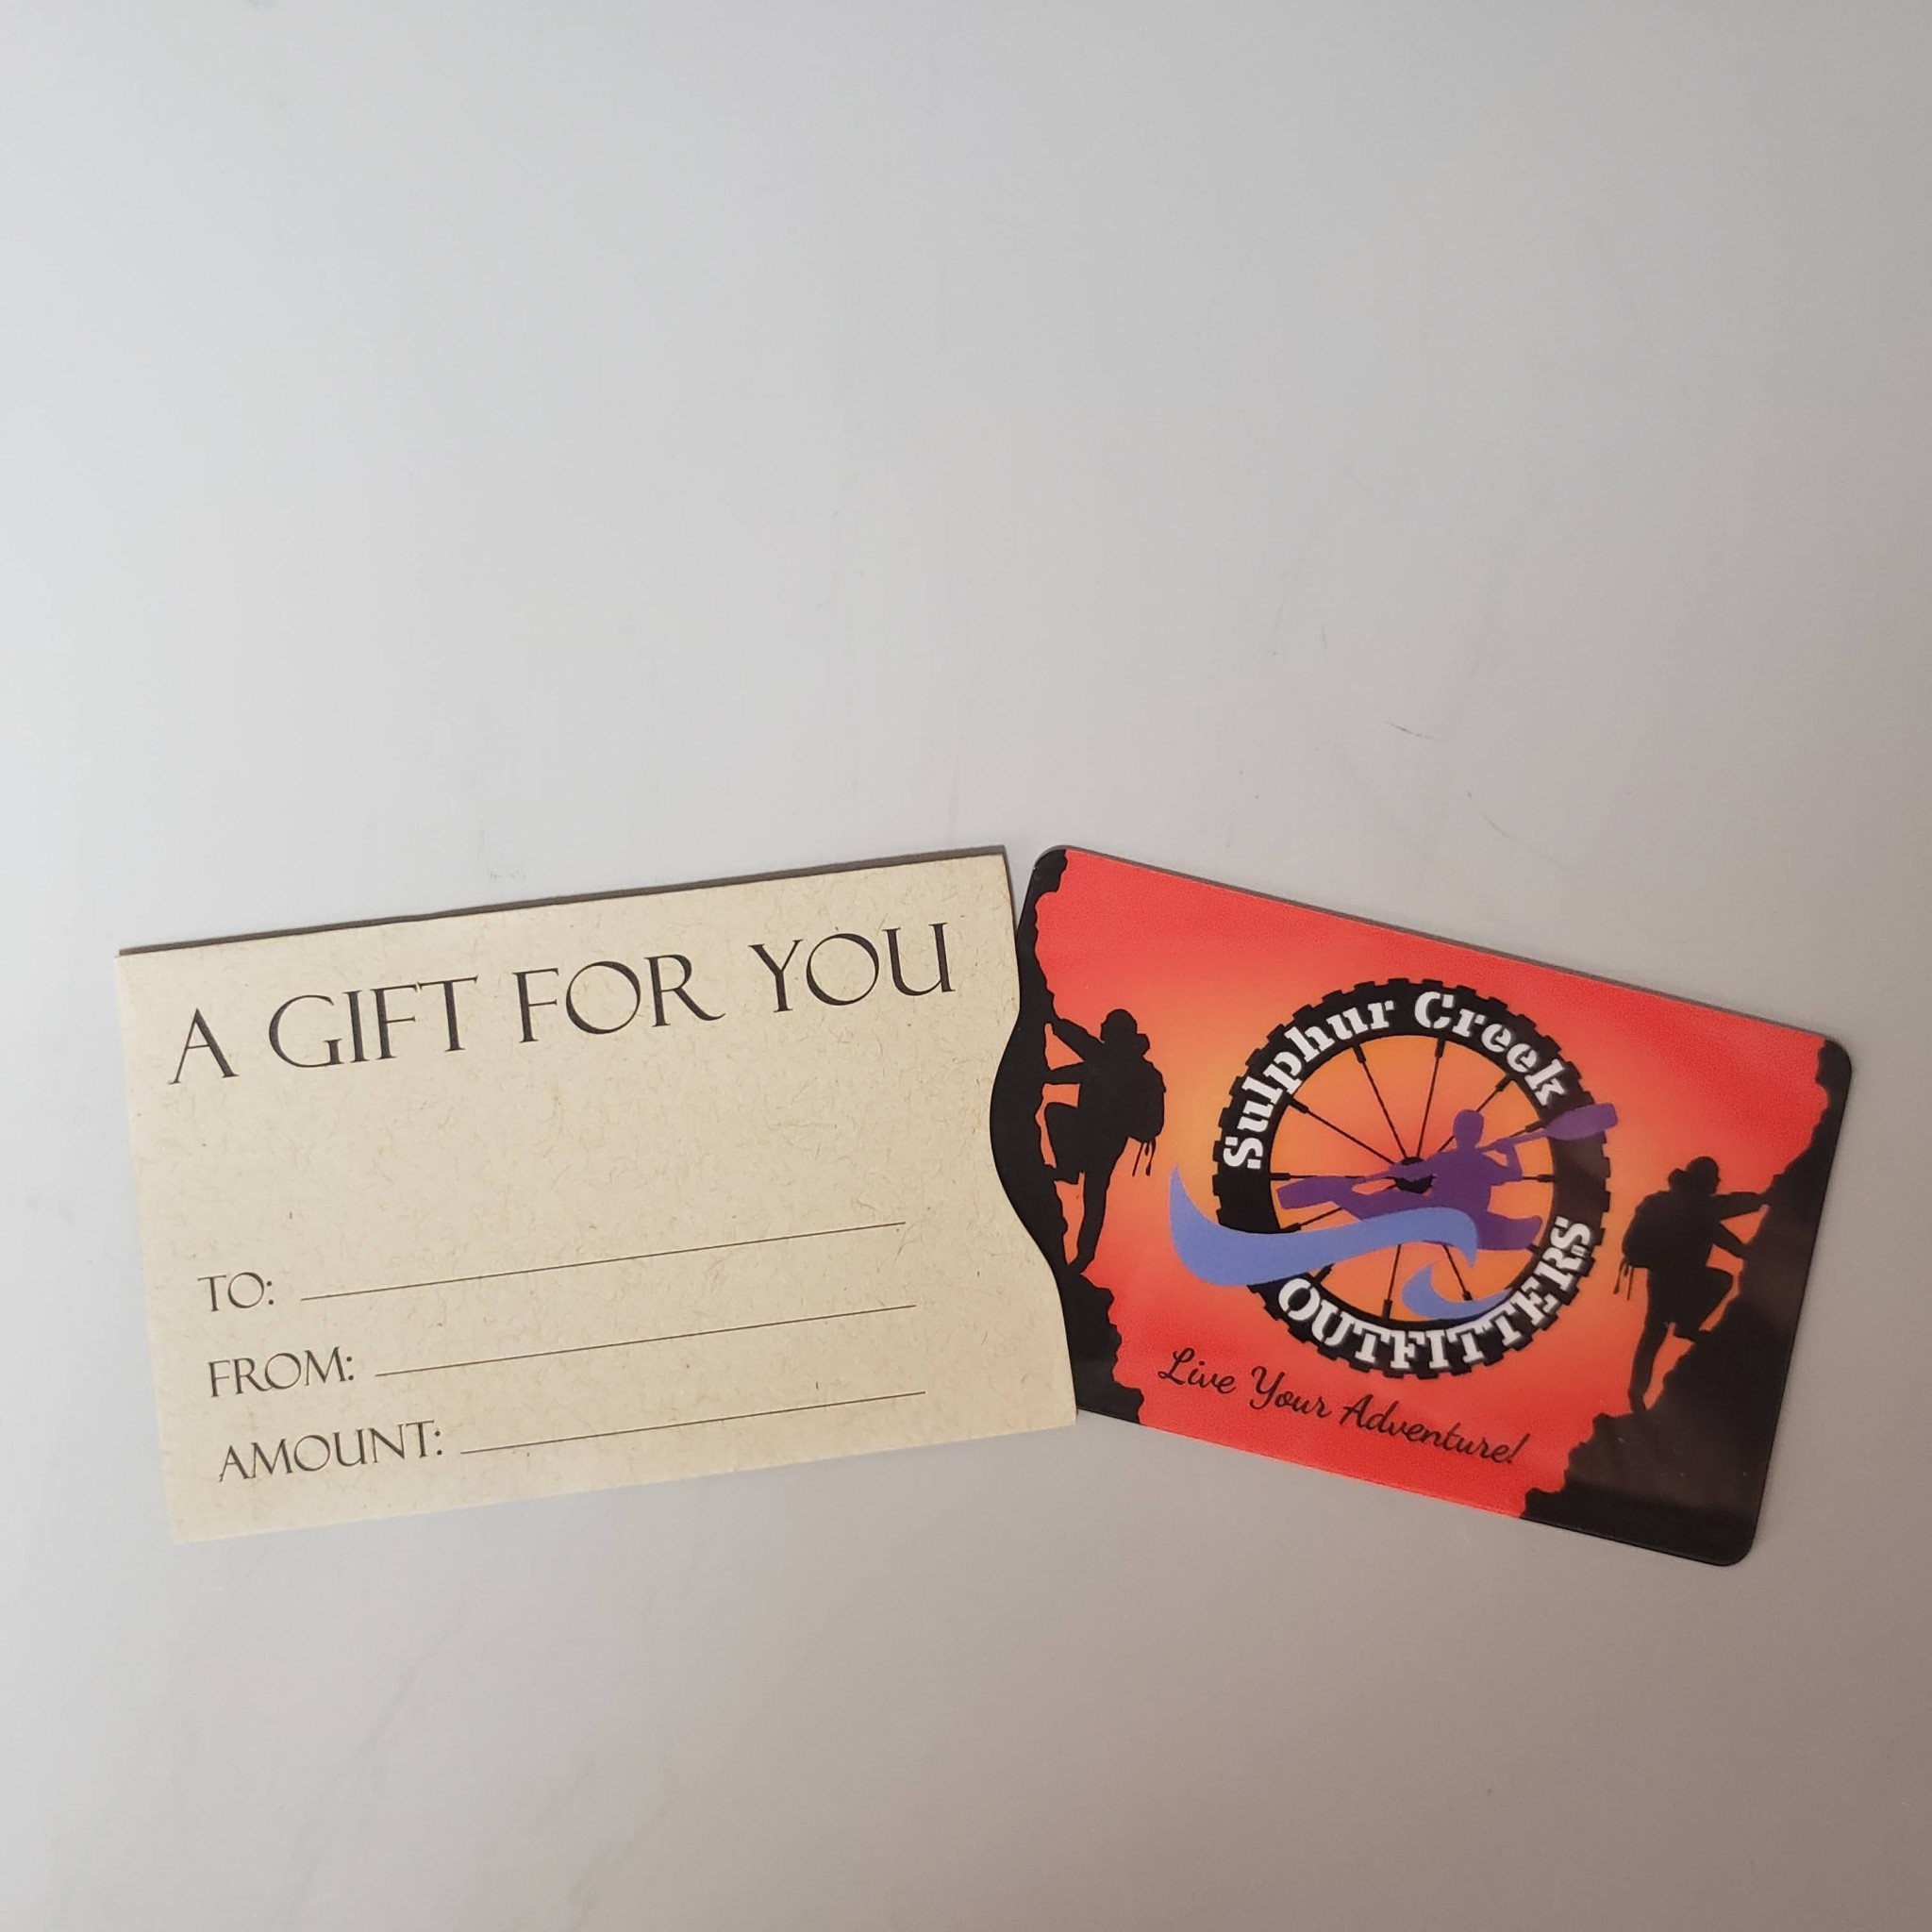 A GIFT FOR YOU
TO:
FROM:
AMOUNT:
Sulphur Creek
OUTFITTERS
Live Your Adventure!